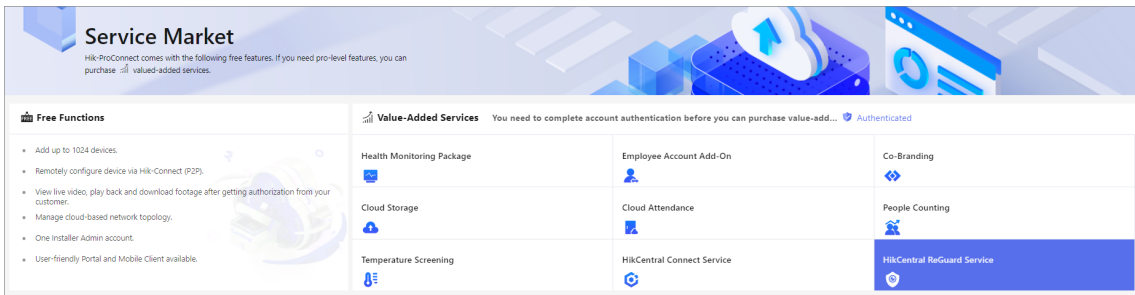 Service Market
Hik-ProConnect comes with the following free features. If you need pro-level features, you can
purchase valued-added services.
Free Functions
Add up to 1024 devices.
Remotely configure device via Hik-Connect (P2P).
View live video, play back and download footage after getting authorization from your
customer.
Manage cloud-based network topology.
One Installer Admin account.
User-friendly Portal and Mobile Client available.
Value-Added Services You need to complete account authentication before you can purchase value-add... Authenticated
Health Monitoring Package
Employee Account Add-On
Co-Branding
Cloud Storage
Cloud Attendance
People Counting
Temperature Screening
HikCentral Connect Service
HikCentral ReGuard Service